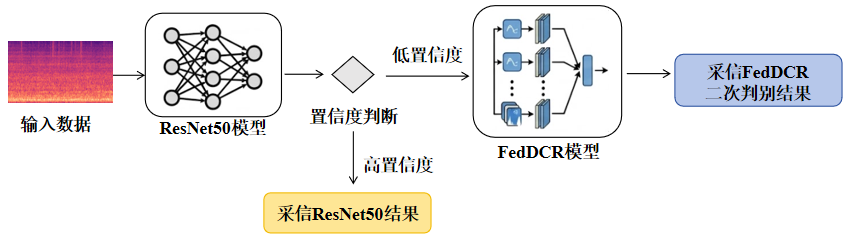 输入数据
ResNet50模型
置信度判断
低置信度
高置信度
采信ResNet50结果
FedDCR模型
采信FedDCR
二次判别结果